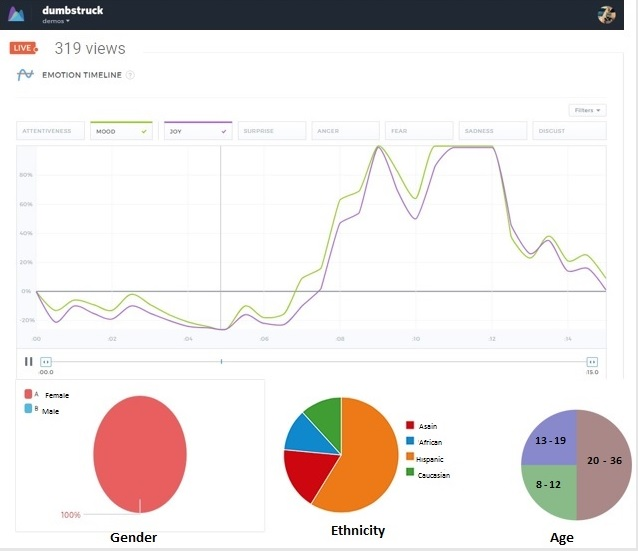 dumbstruck
demos
LIVE
319 views
EMOTION TIMELINE ?
Filters
ATTENTIVENESS MOOD JOY SURPRISE ANGER FEAR SADNESS DISGUST
80%
60%
40%
20%
0%
-20%
:00 :02 :04 :06 :08 :10 :12 :14
:00.0 :15.0
A Female
B Male
100%
Gender
Asain
African
Hispanic
Caucasian
Ethnicity
13 - 19
20 - 36
8 - 12
Age